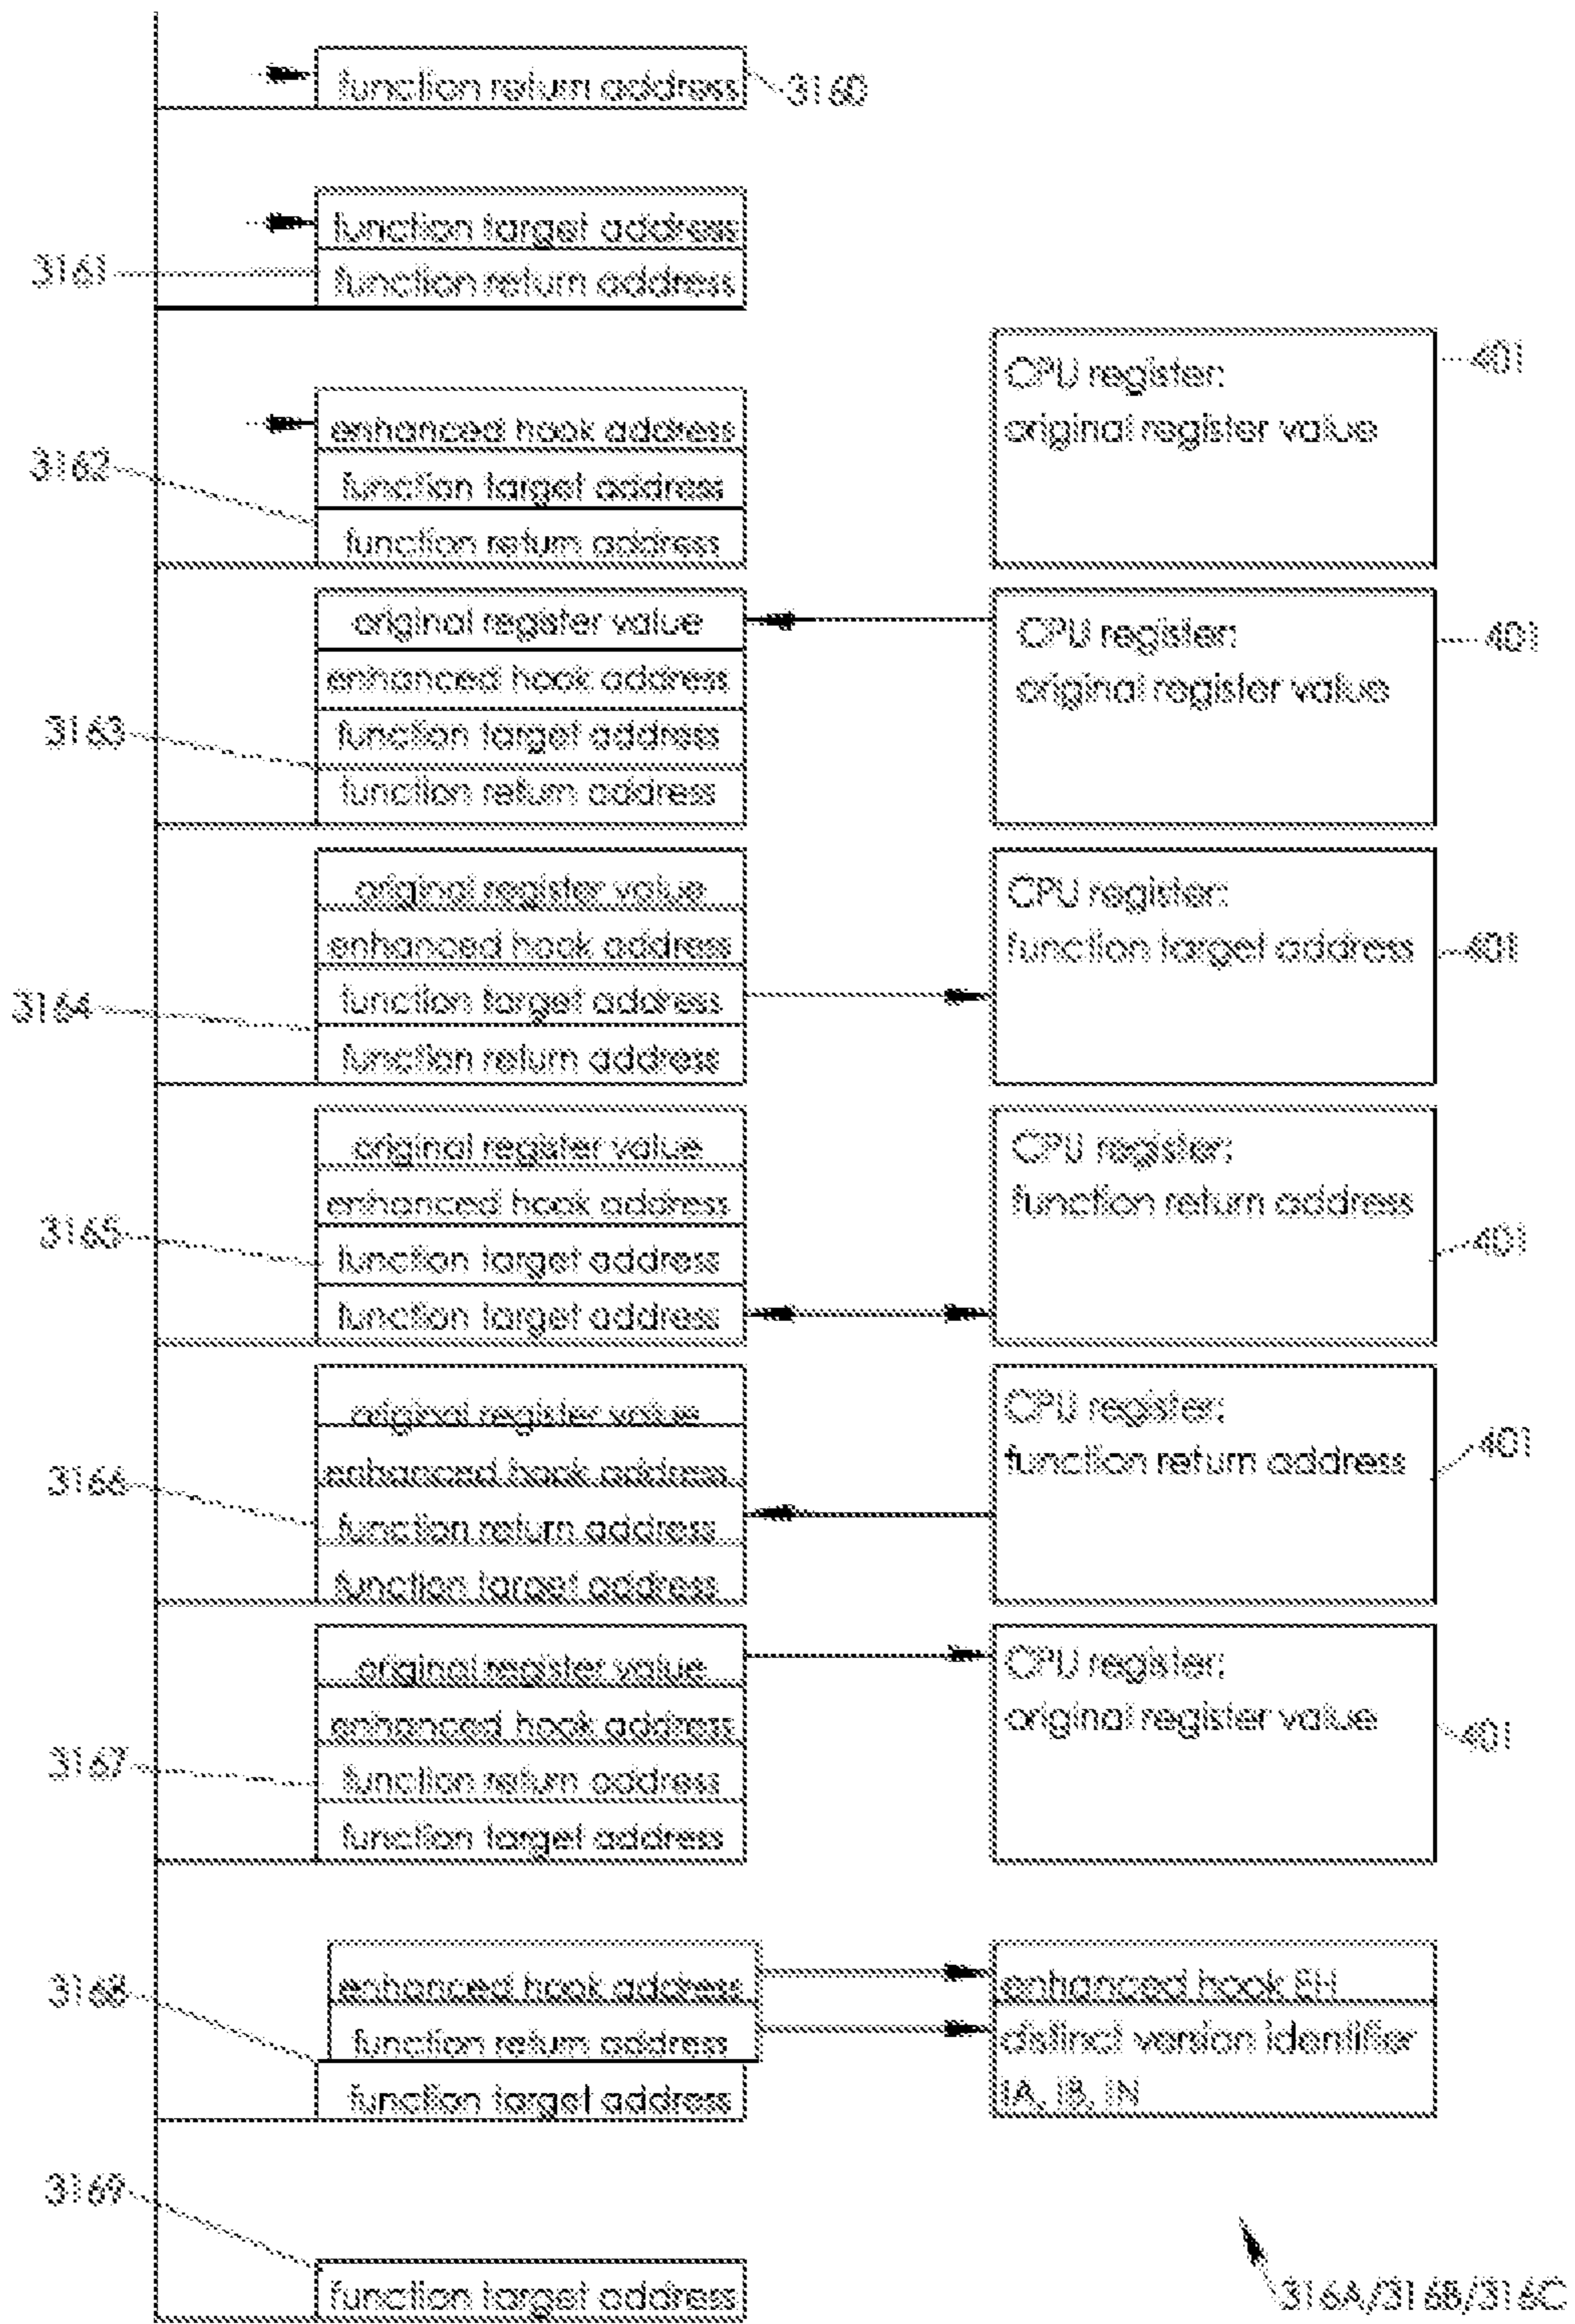 function return address
3160
function target address
3161
function return address
CPU register:
401
original register value
enhanced hook address
3162
function target address
function return address
original register value
CPU register:
401
enhanced hook address
original register value
3163
function target address
function return address
original register value
CPU register:
enhanced hook address
function target address
401
3164
function target address
function return address
original register value
CPU register:
enhanced hook address
function return address
3165
function target address
401
function target address
original register value
CPU register:
enhanced hook address
function return address
401
3166
function return address
function target address
original register value
CPU register:
enhanced hook address
original register value
401
3167
function return address
function target address
enhanced hook address
enhanced hook EH
3168
function return address
distinct version identifier
function target address
IA, IB, IN
3169
function target address
316A/316B/316C